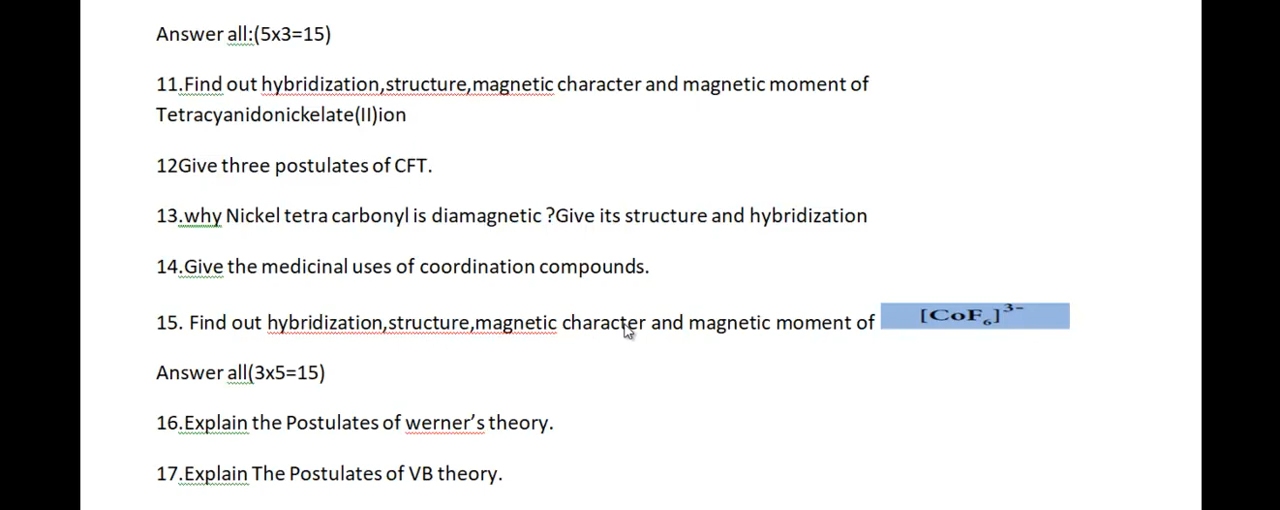 Answer all:(5x3=15)
11.Find out hybridization,structure,magnetic character and magnetic moment of
Tetracyanidonickelate(II)ion
12Give three postulates of CFT.
13.why Nickel tetra carbonyl is diamagnetic ?Give its structure and hybridization
14.Give the medicinal uses of coordination compounds.
15. Find out hybridization,structure,magnetic character and magnetic moment of [CoF₆]³⁻
Answer all(3x5=15)
16.Explain the Postulates of werner’s theory.
17.Explain The Postulates of VB theory.